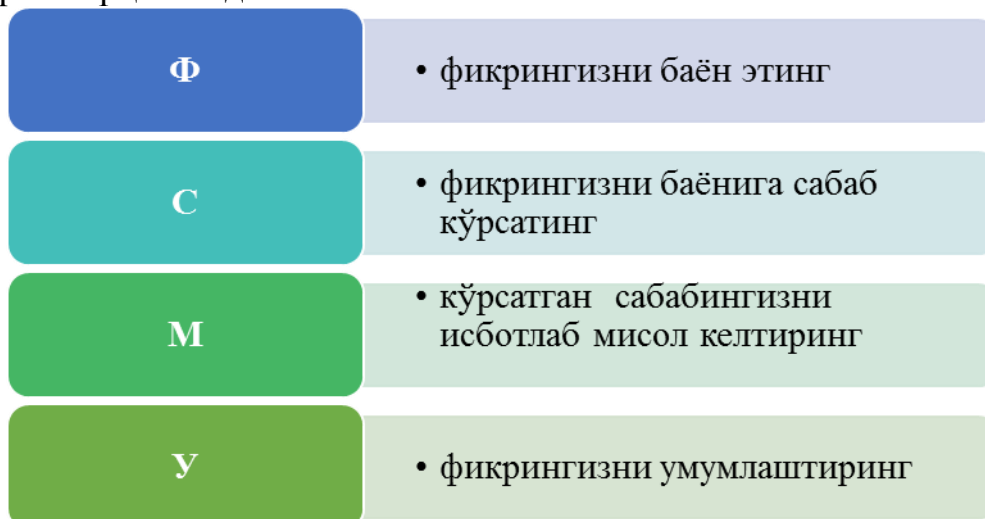 Ф
• фикрингизни баён этинг
С
• фикрингизни баёнига сабаб
кўрсатинг
М
• кўрсатган сабабингизни
исботлаб мисол келтиринг
У
• фикрингизни умумлаштиринг